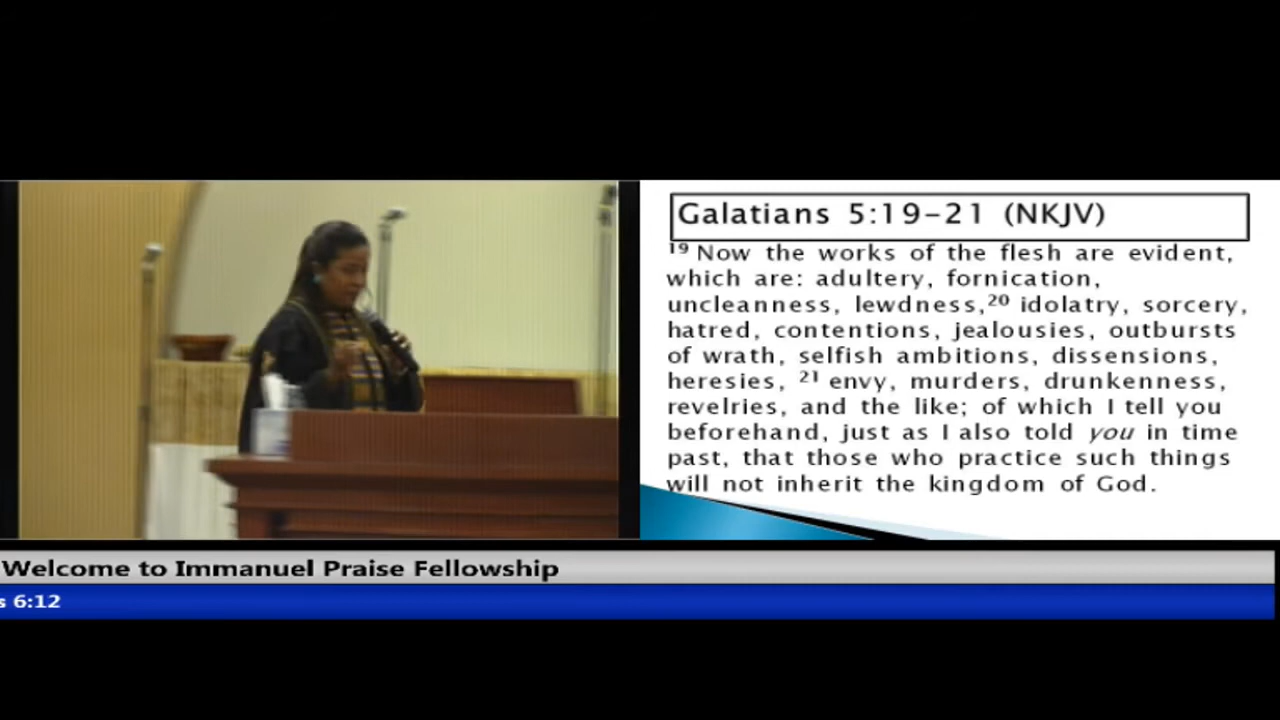 Galatians 5:19-21 (NKJV)
19 Now the works of the flesh are evident,
which are: adultery, fornication,
uncleanness, lewdness,20 idolatry, sorcery,
hatred, contentions, jealousies, outbursts
of wrath, selfish ambitions, dissensions,
heresies, 21 envy, murders, drunkenness,
revelries, and the like; of which I tell you
beforehand, just as I also told you in time
past, that those who practice such things
will not inherit the kingdom of God.
Welcome to Immanuel Praise Fellowship
s 6:12